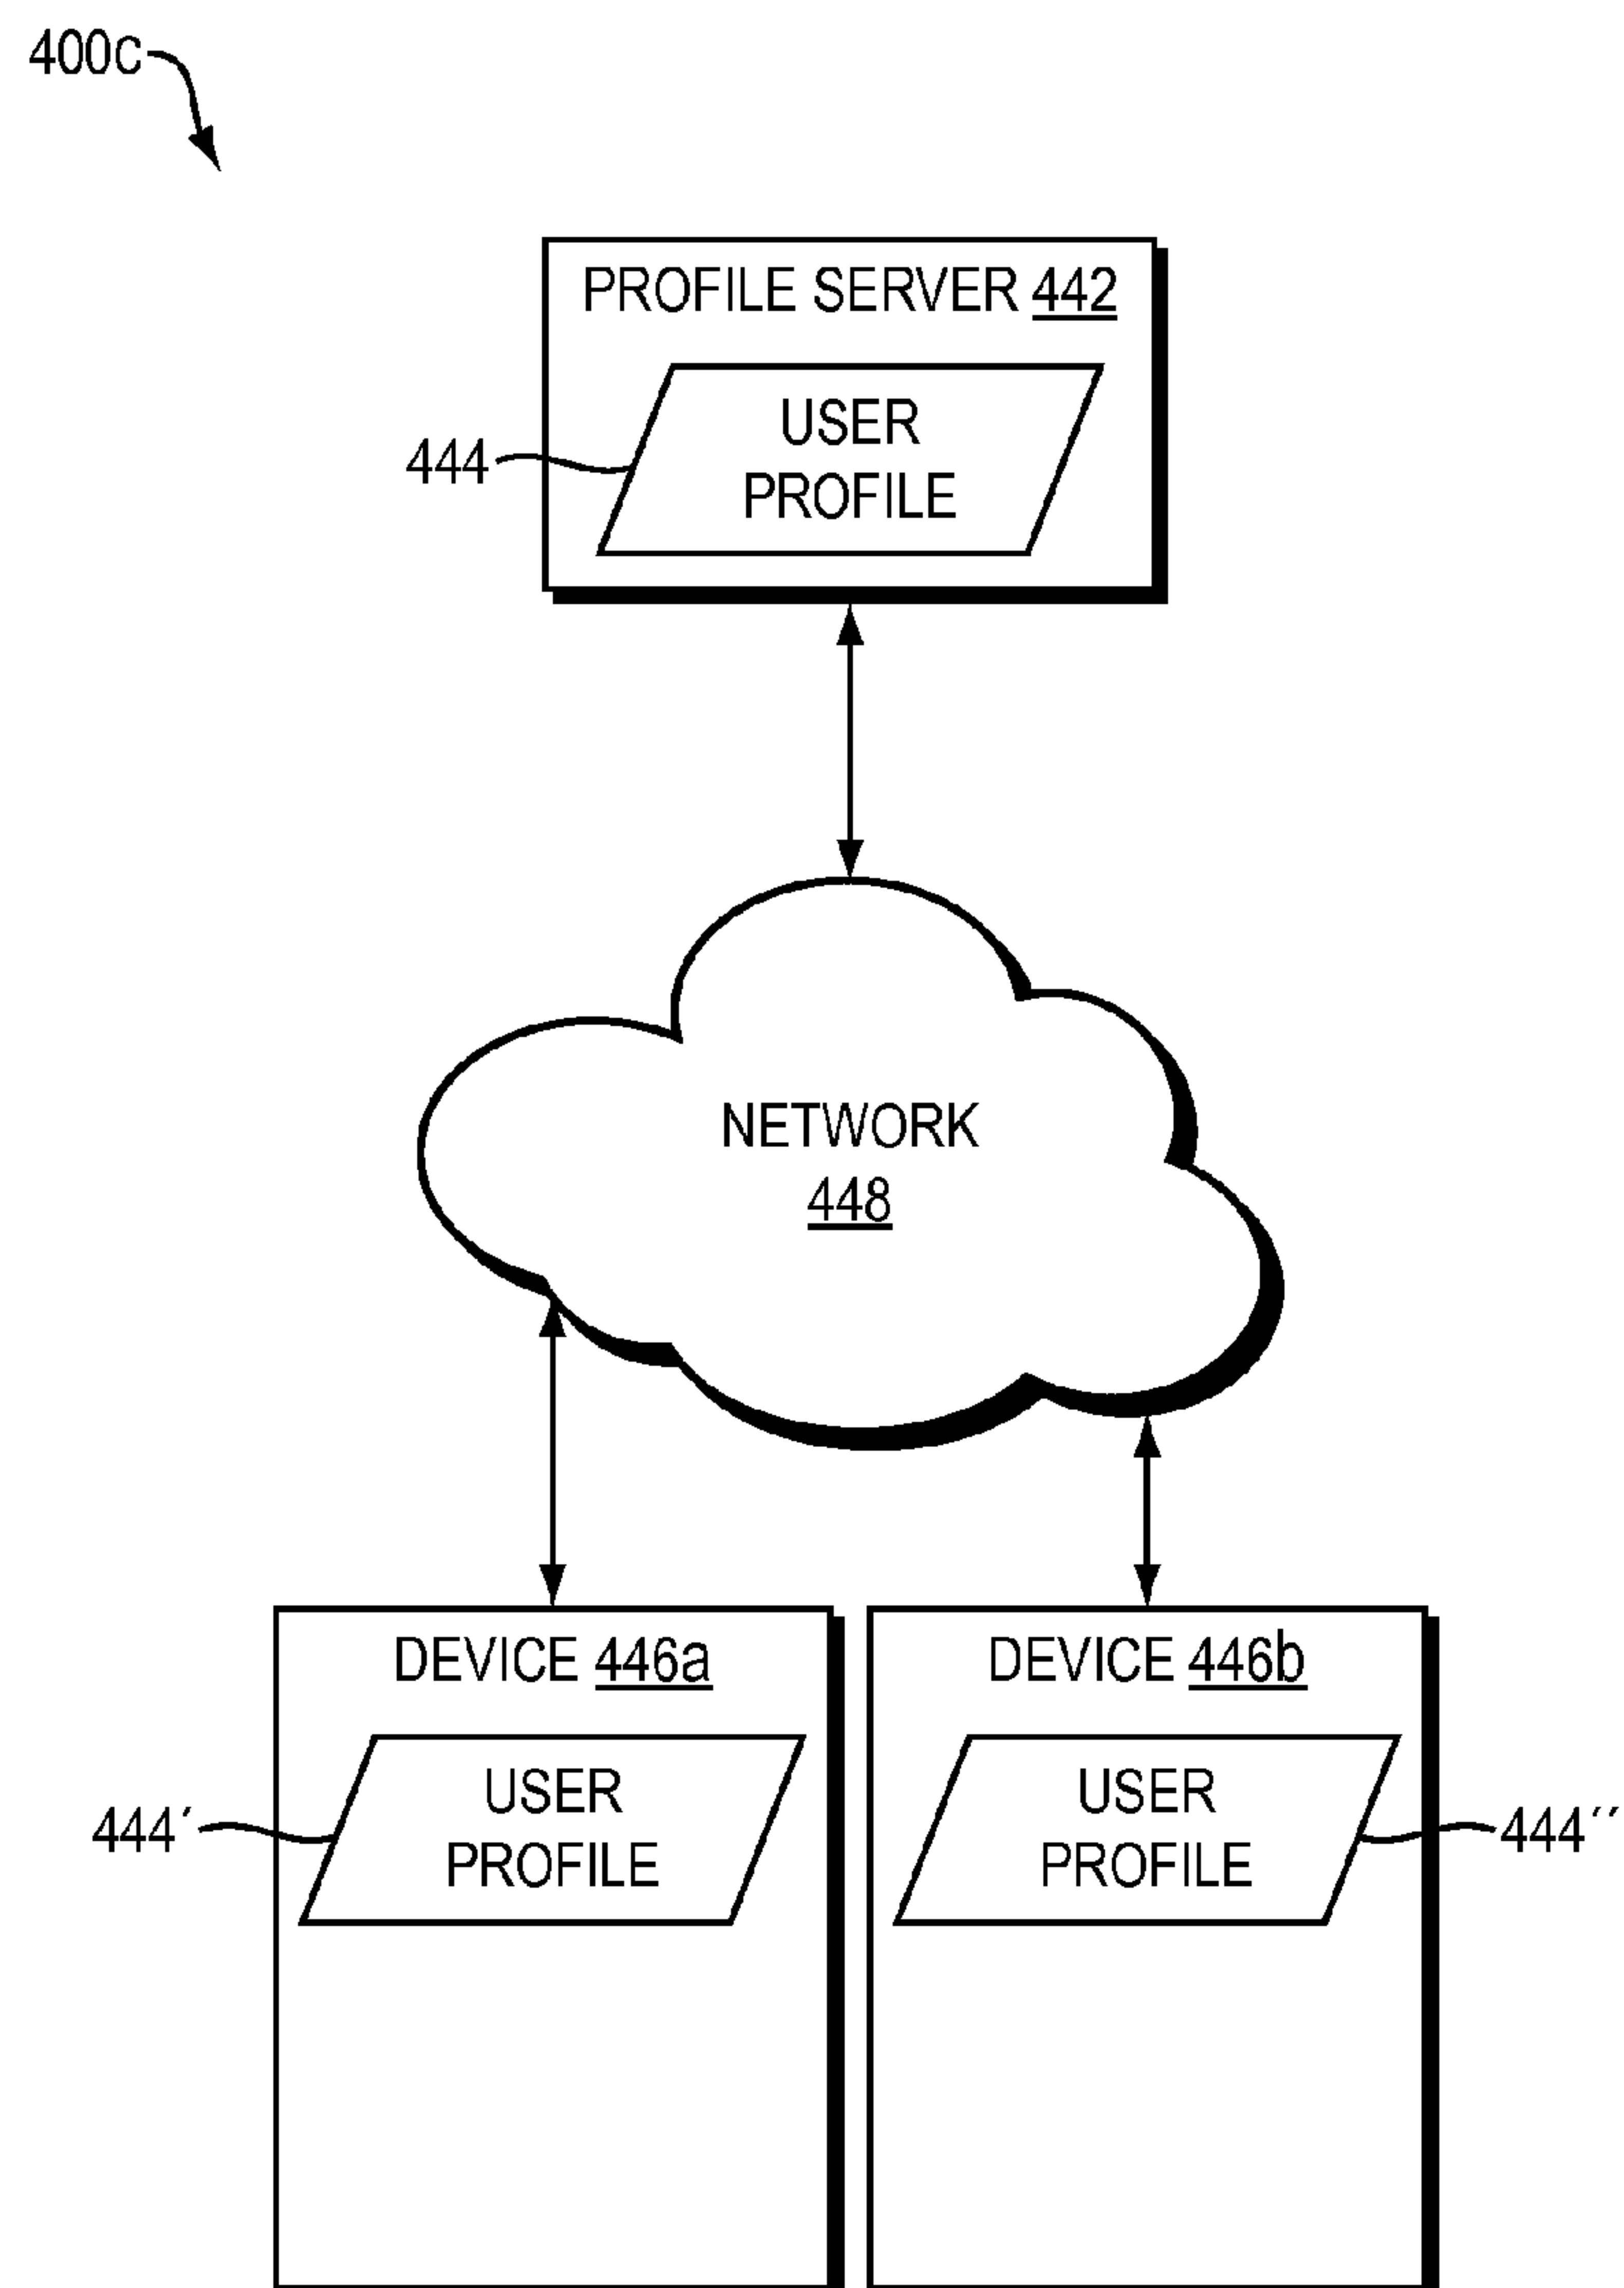 400C
PROFILE SERVER 442
USER
PROFILE
444
NETWORK
448
DEVICE 446a
USER
PROFILE
444′
DEVICE 446b
USER
PROFILE
444′′